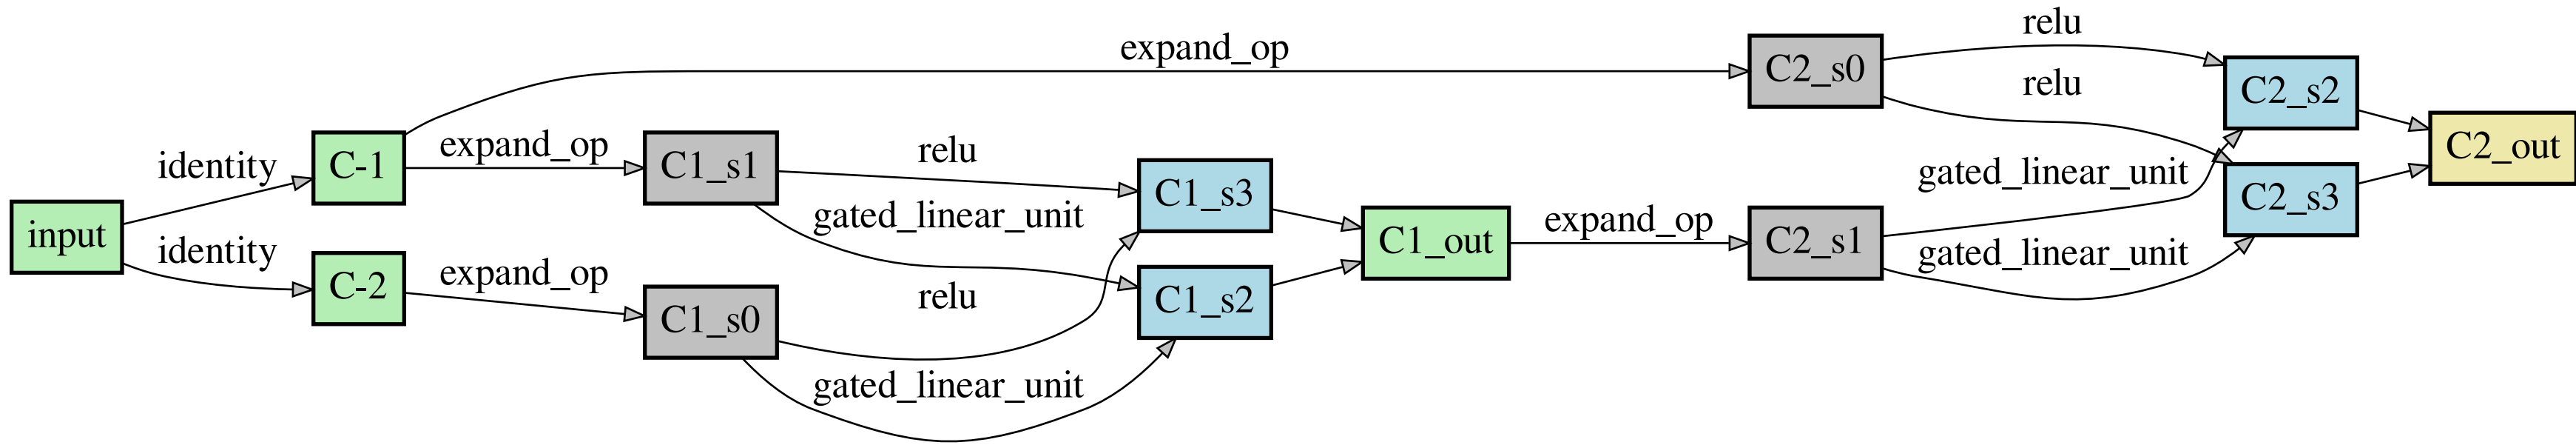 input
identity
identity
C-1
C-2
expand_op
expand_op
expand_op
C1_s1
C1_s0
relu
gated_linear_unit
relu
gated_linear_unit
C1_s3
C1_s2
C1_out
expand_op
C2_s0
C2_s1
relu
relu
gated_linear_unit
gated_linear_unit
C2_s2
C2_s3
C2_out